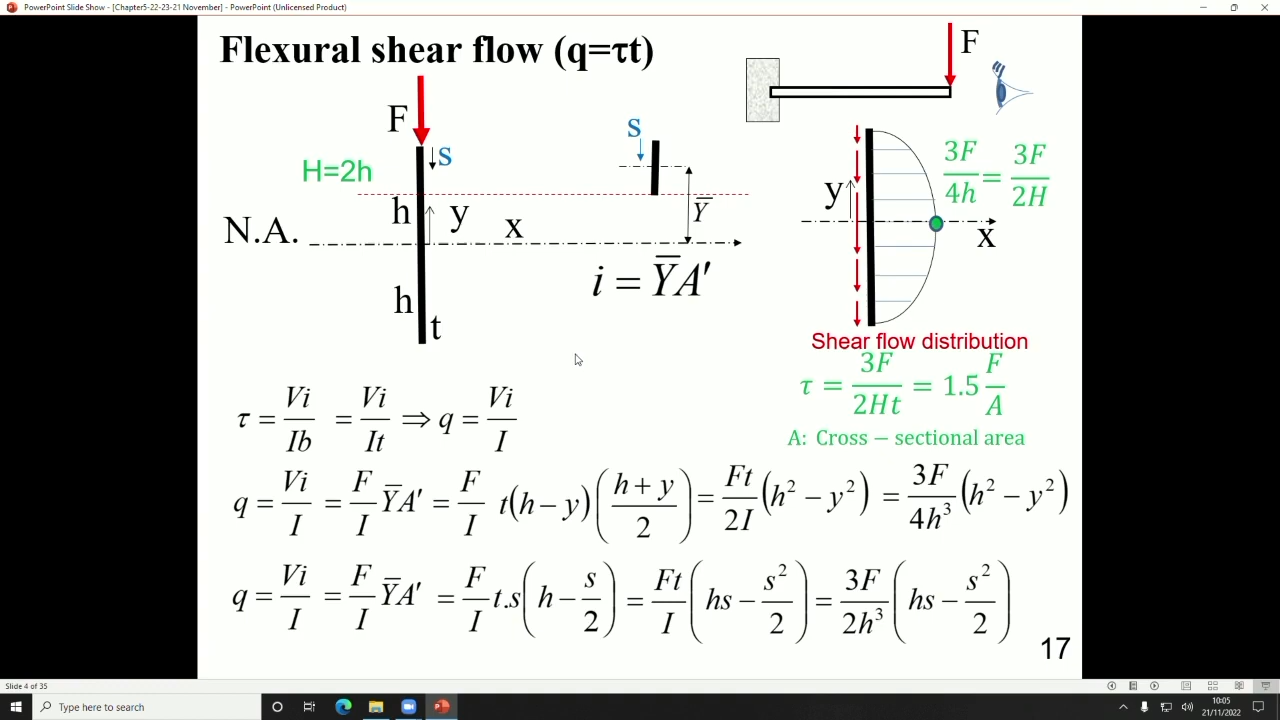 PowerPoint Slide Show - [Chapter5-22-23-21 November] - PowerPoint (Unlicensed Product)
Flexural shear flow (q=τt)
F
F
s
s
H=2h
h
y
x
Y̅
N.A.
h
t
i = Y̅A′
y
x
3F/4h = 3F/2H
Shear flow distribution
τ = 3F/2Ht = 1.5 F/A
A: Cross − sectional area
τ = Vi/Ib = Vi/It ⇒ q = Vi/I
q = Vi/I = F/I Y̅A′ = F/I t(h − y)((h + y)/2) = Ft/2I (h² − y²) = 3F/4h³ (h² − y²)
q = Vi/I = F/I Y̅A′ = F/I t.s(h − s/2) = Ft/I (hs − s²/2) = 3F/2h³ (hs − s²/2)
17
Slide 4 of 35
Type here to search
10:05
21/11/2022